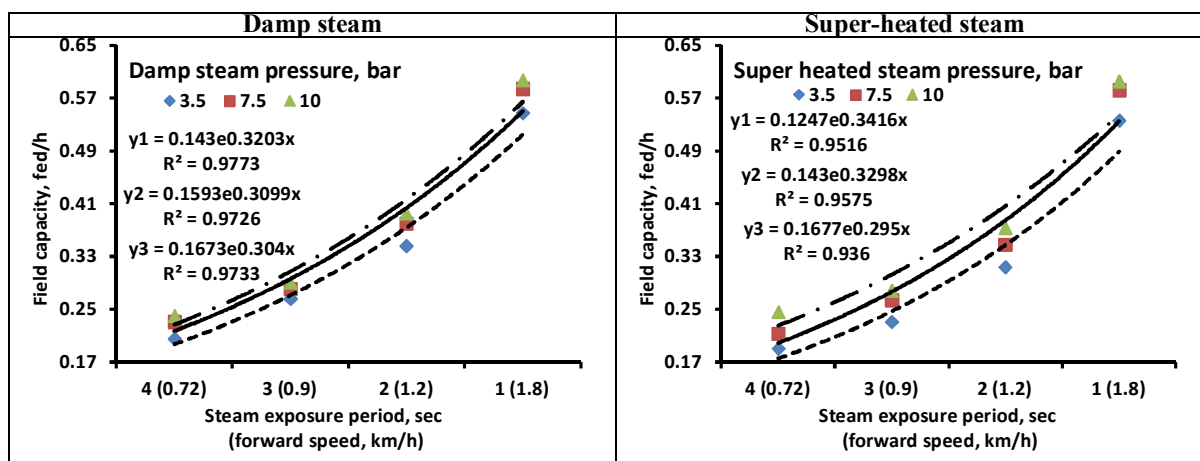 Damp steam
0.65
0.57
0.49
0.41
0.33
0.25
0.17
Field capacity, fed/h
Damp steam pressure, bar
3.5 7.5 10
y1 = 0.143e0.3203x
R² = 0.9773
y2 = 0.1593e0.3099x
R² = 0.9726
y3 = 0.1673e0.304x
R² = 0.9733
4 (0.72) 3 (0.9) 2 (1.2) 1 (1.8)
Steam exposure period, sec
(forward speed, km/h)
Super-heated steam
0.65
0.57
0.49
0.41
0.33
0.25
0.17
Field capacity, fed/h
Super heated steam pressure, bar
3.5 7.5 10
y1 = 0.1247e0.3416x
R² = 0.9516
y2 = 0.143e0.3298x
R² = 0.9575
y3 = 0.1677e0.295x
R² = 0.936
4 (0.72) 3 (0.9) 2 (1.2) 1 (1.8)
Steam exposure period, sec
(forward speed, km/h)